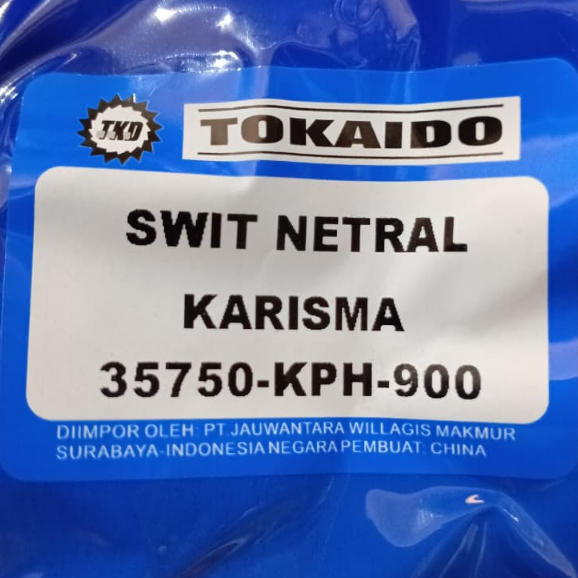 TKD TOKAIDO
SWIT NETRAL
KARISMA
35750-KPH-900
DIIMPOR OLEH: PT. JAUWANTARA WILLAGIS MAKMUR
SURABAYA-INDONESIA NEGARA PEMBUAT: CHINA